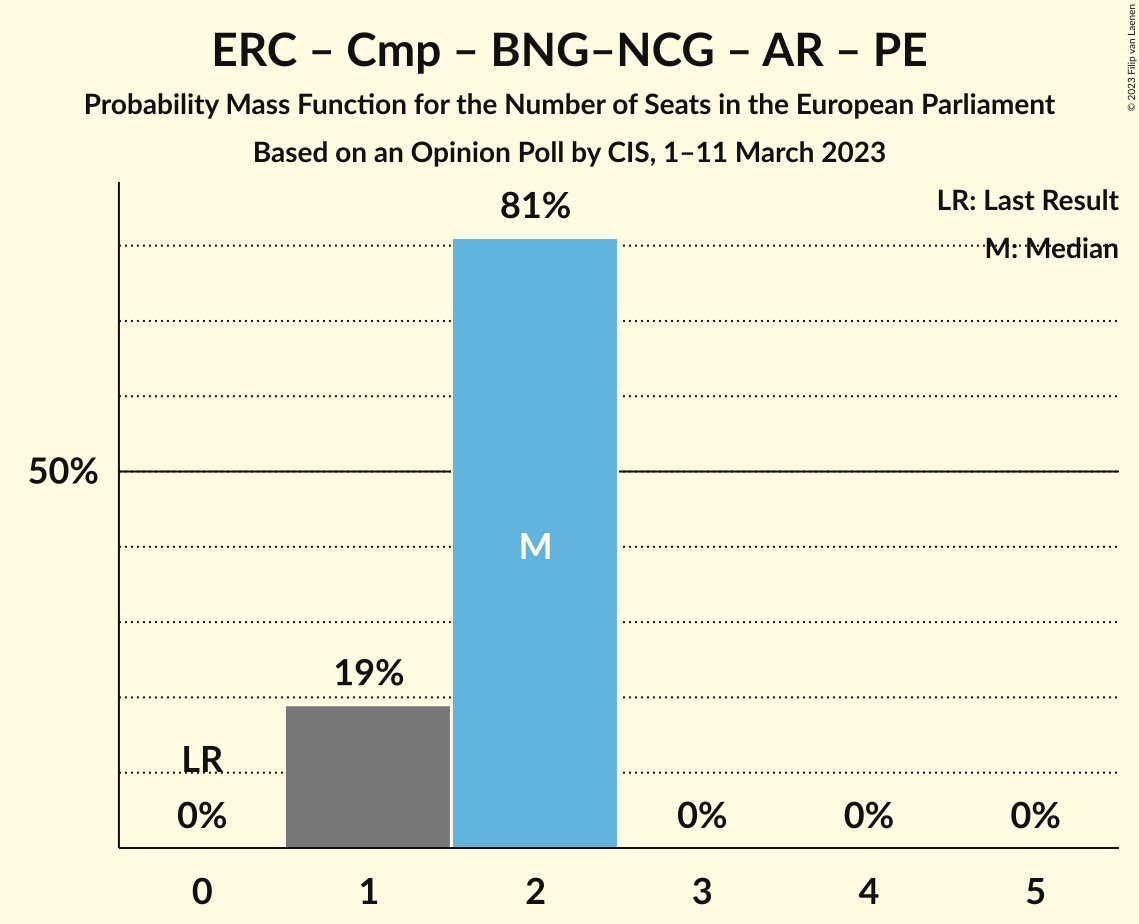 ERC – Cmp – BNG–NCG – AR – PE
Probability Mass Function for the Number of Seats in the European Parliament
Based on an Opinion Poll by CIS, 1–11 March 2023
© 2023 Filip van Laenen
LR: Last Result
M: Median
81%
50%
M
19%
LR
0%
0%
0%
0%
0
1
2
3
4
5